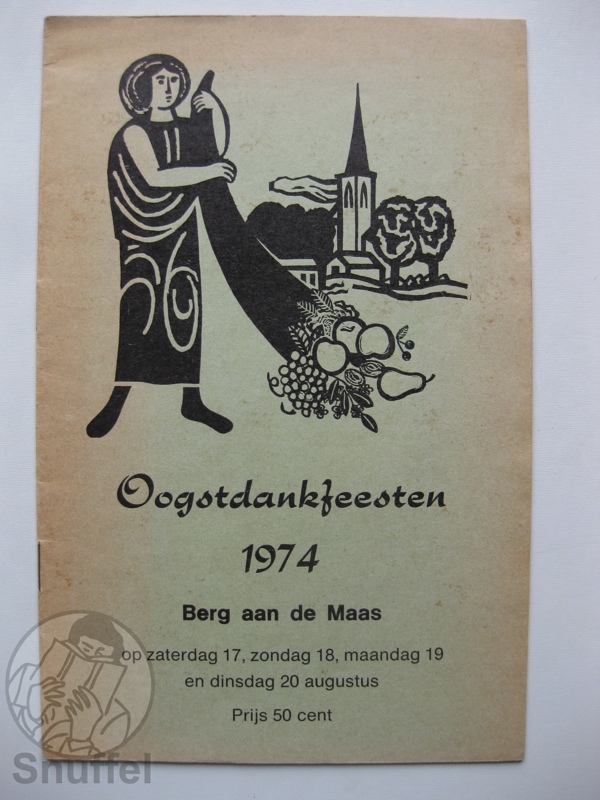 Oogstdankfeesten
1974
Berg aan de Maas
op zaterdag 17, zondag 18, maandag 19
en dinsdag 20 augustus
Prijs 50 cent
Snuffel